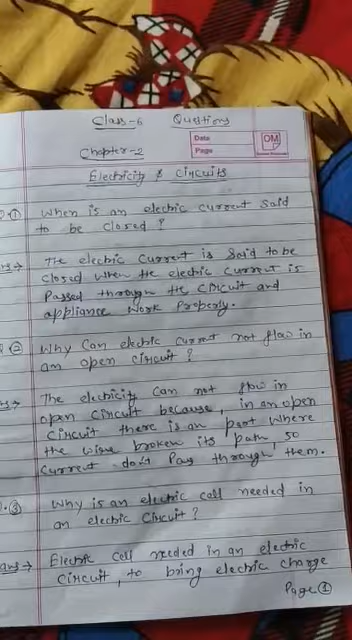 Class-6 Questions
Date
Page
OM
Chapter-2
Electricity & Circuits
Q① When is an electric current said
to be closed?
Ans→ The electric current is said to be
closed when the electric current is
Passed through the circuit and
appliance work Properly.
Q② Why Can electric current not flow in
an open circuit?
Ans→ The electricity can not flow in
open circuit because, in an open
circuit there is an part where
the wire broken its path, so
current don't Pass through them.
Q.③ Why is an electric cell needed in
an electric circuit?
ans→ Electric cell needed in an electric
circuit, to bring electric charge
Page ①